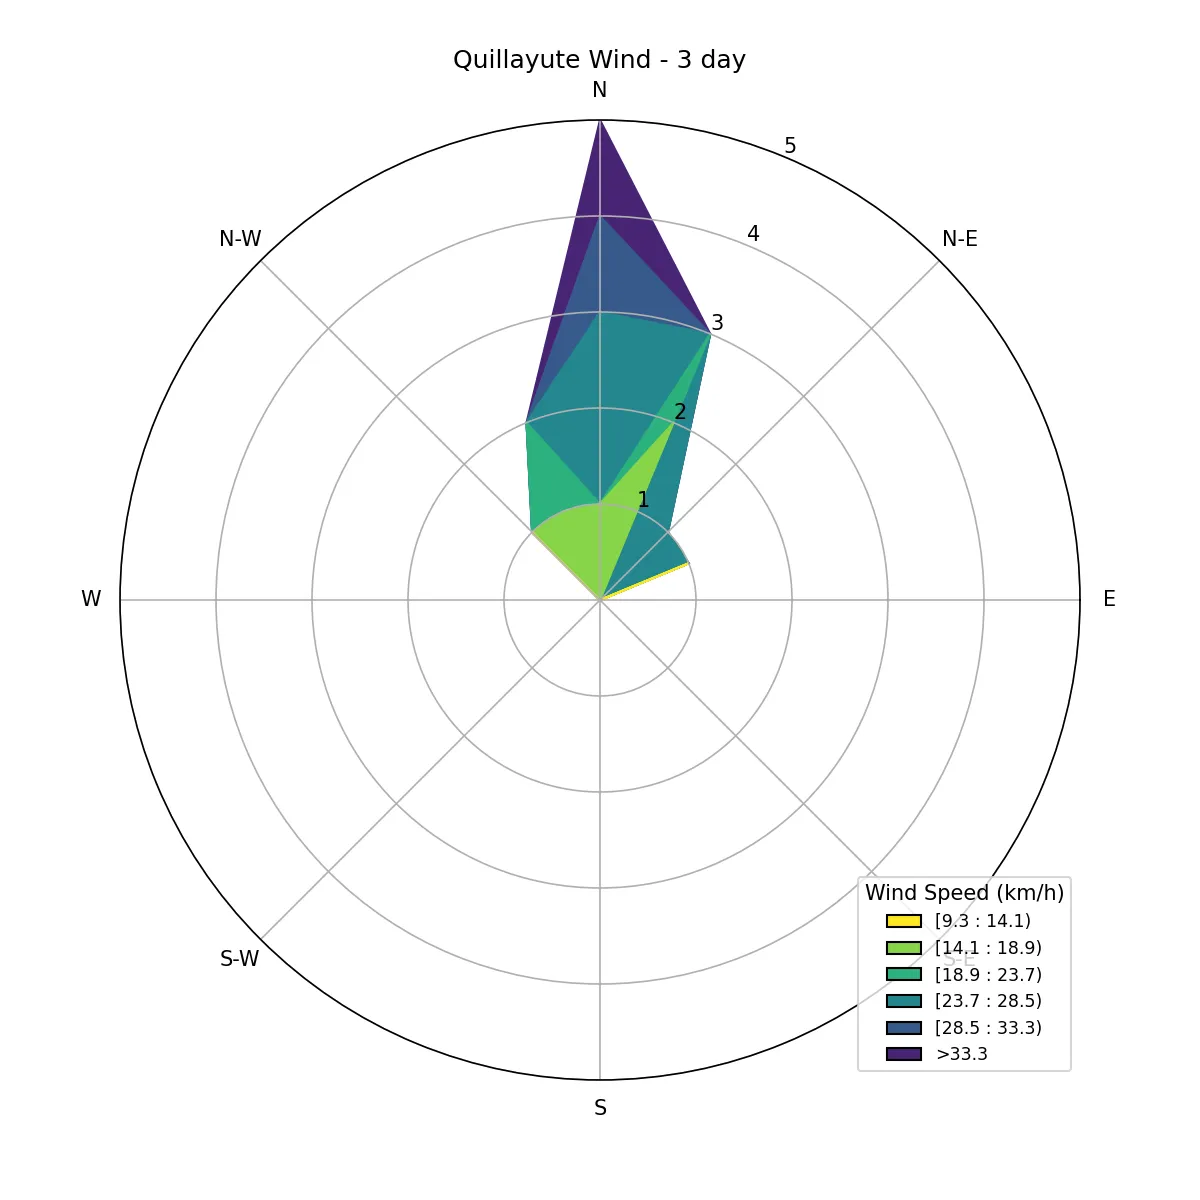 Quillayute Wind - 3 day
N
5
N-W
4
N-E
3
2
1
W
E
Wind Speed (km/h)
[9.3 : 14.1)
[14.1 : 18.9)
S-W
S-E
[18.9 : 23.7)
[23.7 : 28.5)
[28.5 : 33.3)
>33.3
S